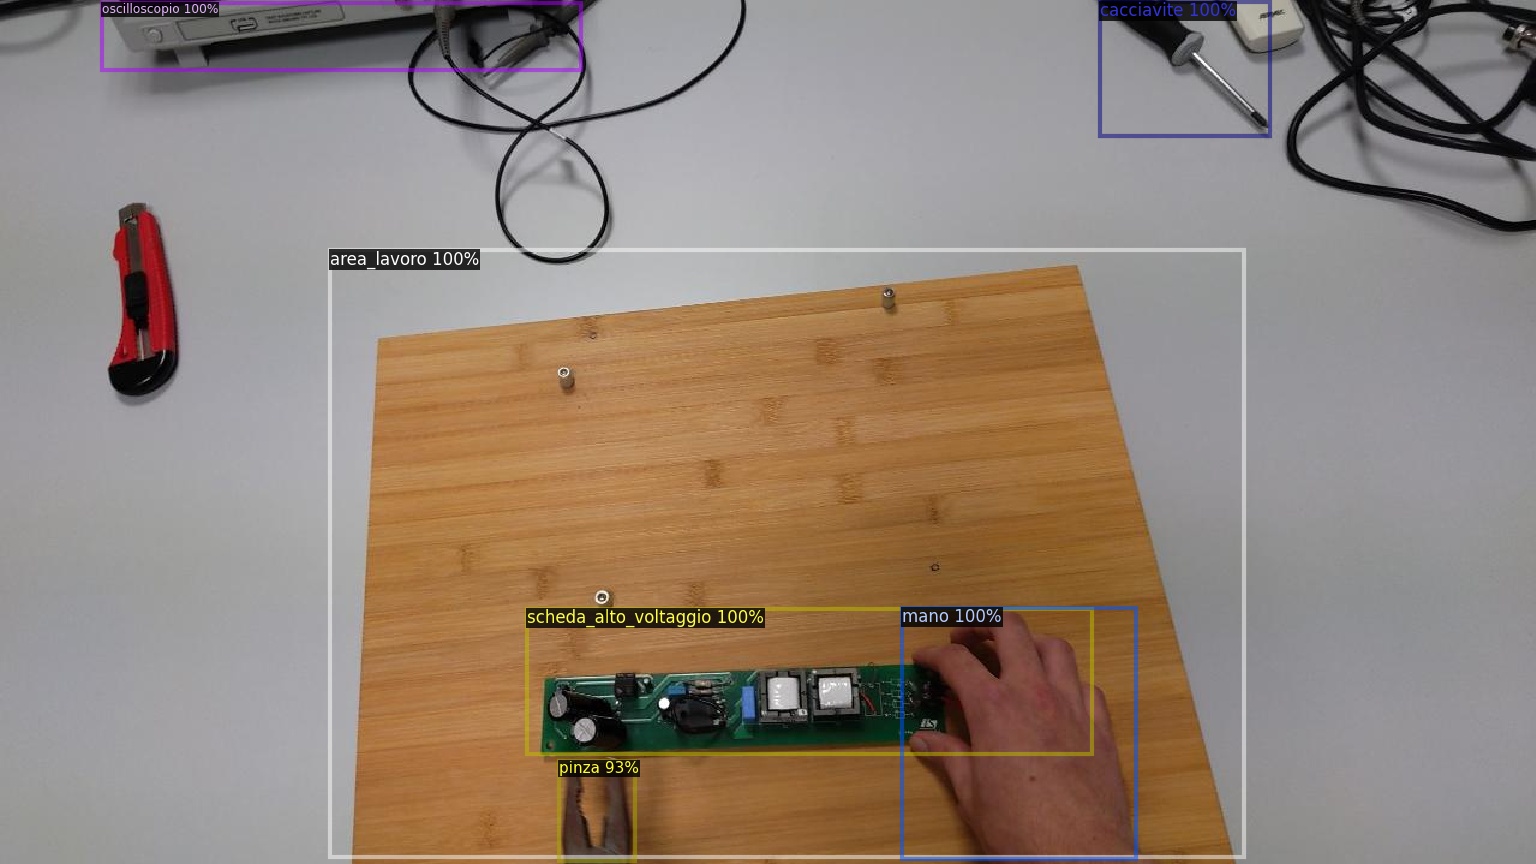 oscilloscopio 100%
cacciavite 100%
area_lavoro 100%
scheda_alto_voltaggio 100%
mano 100%
pinza 93%